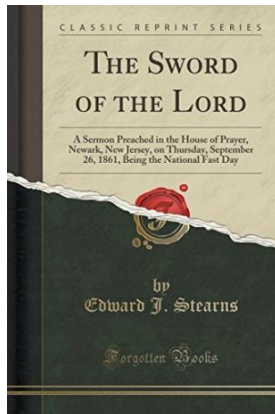 CLASSIC REPRINT SERIES
THE SWORD
OF THE LORD
A Sermon Preached in the House of Prayer,
Newark, New Jersey, on Thursday, September
26, 1861, Being the National Fast Day
by
Edward J. Stearns
Forgotten Books